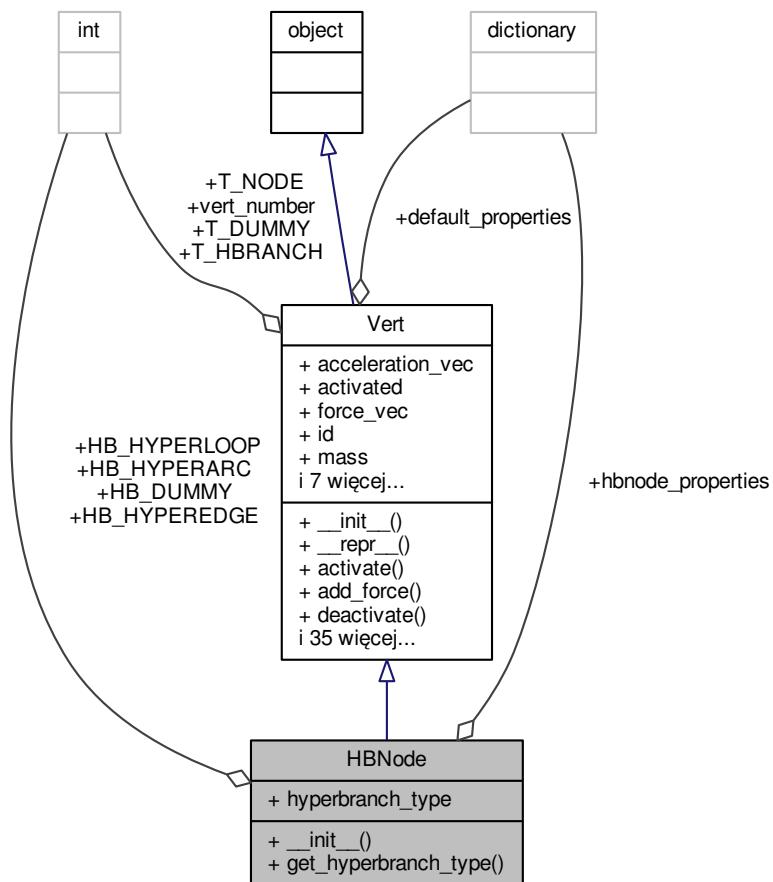 int
object
dictionary
+T_NODE
+vert_number
+T_DUMMY
+T_HBRANCH
+default_properties
Vert
+ acceleration_vec
+ activated
+ force_vec
+ id
+ mass
i 7 więcej...
+ __init__()
+ __repr__()
+ activate()
+ add_force()
+ deactivate()
i 35 więcej...
+HB_HYPERLOOP
+HB_HYPERARC
+HB_DUMMY
+HB_HYPEREDGE
+hbnode_properties
HBNode
+ hyperbranch_type
+ __init__()
+ get_hyperbranch_type()